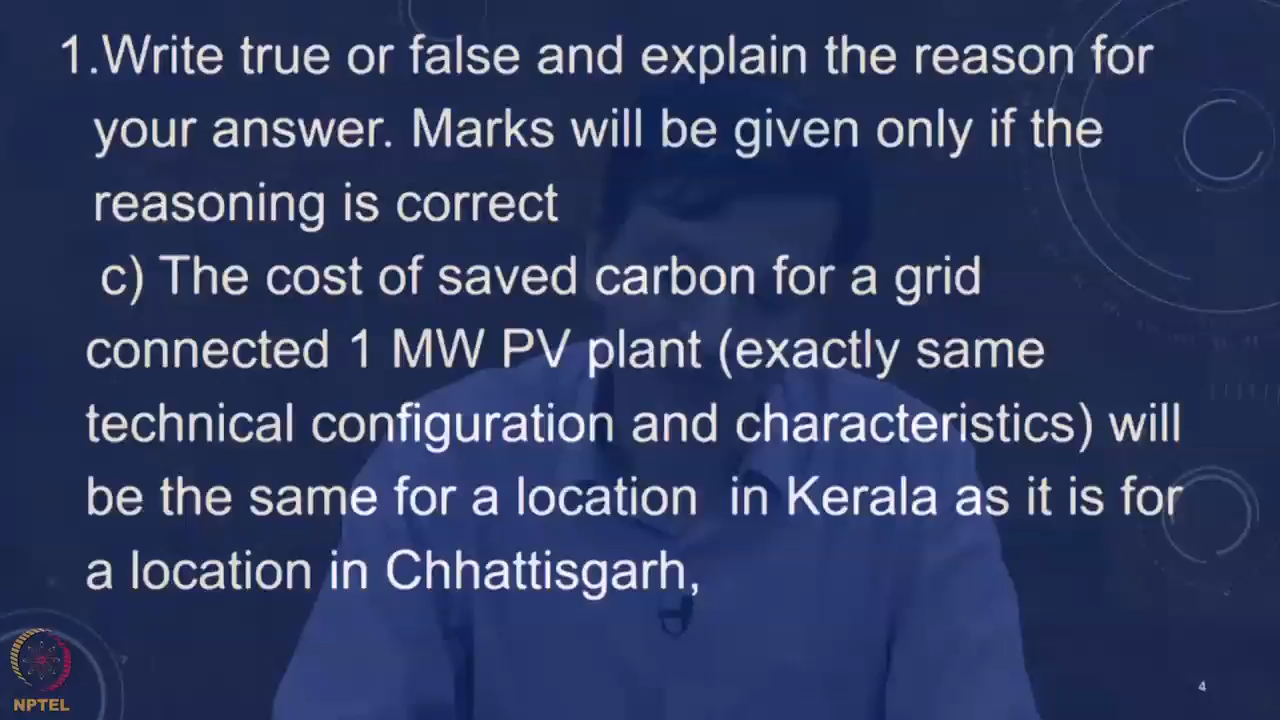 1.Write true or false and explain the reason for
your answer. Marks will be given only if the
reasoning is correct
c) The cost of saved carbon for a grid
connected 1 MW PV plant (exactly same
technical configuration and characteristics) will
be the same for a location in Kerala as it is for
a location in Chhattisgarh,
NPTEL
4